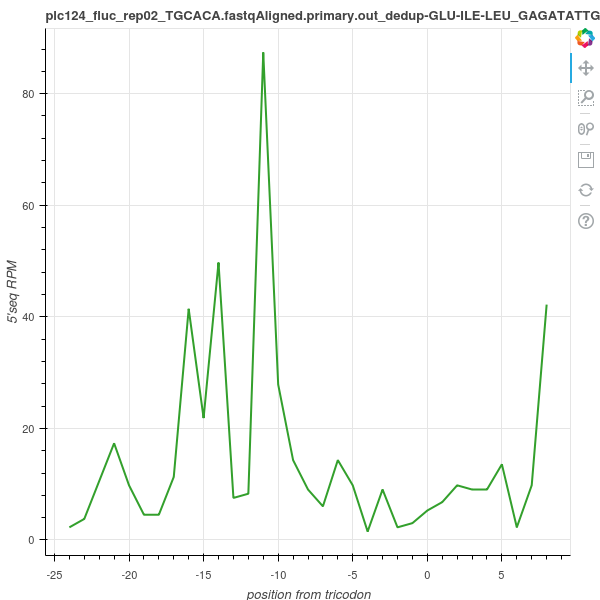 plc124_fluc_rep02_TGCACA.fastqAligned.primary.out_dedup-GLU-ILE-LEU_GAGATATTG
80
60
40
20
0
5'seq RPM
-25 -20 -15 -10 -5 0 5
position from tricodon